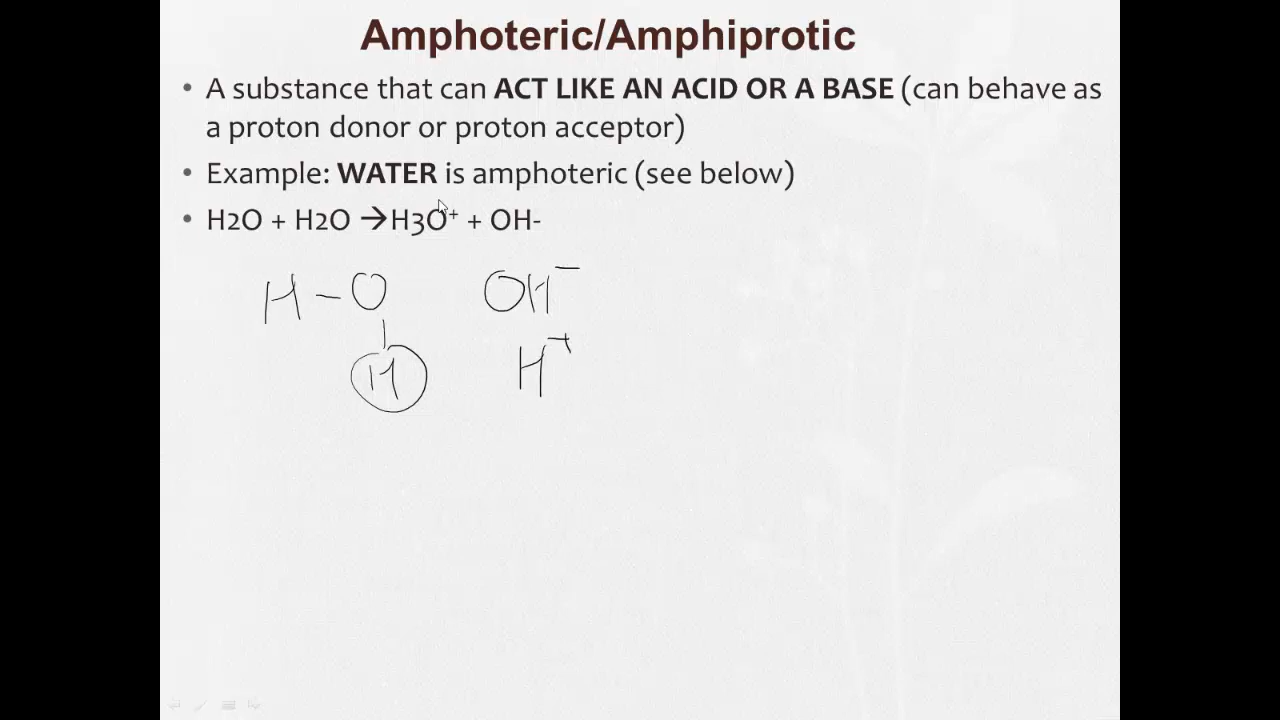 Amphoteric/Amphiprotic
• A substance that can ACT LIKE AN ACID OR A BASE (can behave as
a proton donor or proton acceptor)
• Example: WATER is amphoteric (see below)
• H2O + H2O →H3O⁺ + OH-
H – O OH⁻
H H⁺